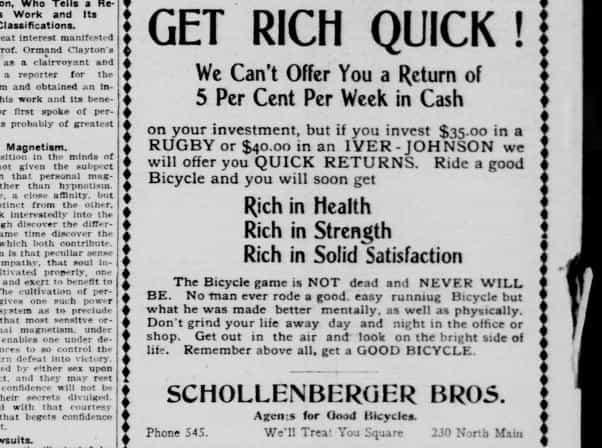 on, Who Tells a Re-
s Work and Its
Classifications.
eat interest manifested
rof. Ormand Clayton's
as a clairvoyant and
a reporter for the
m and obtained an in-
his work and its bene-
or first spoke of per-
s probably of greatest
Magnetism.
sition in the minds of
not given the subject
n that personal mag-
ther than hypnotism.
e, a close affinity, but
stinct from the other,
k interestedly into the
gh discover the differ-
ame time discover the
which both contribute.
n is that peculiar sense
ympathy, that soul in-
ltivated properly, one
and exert to benefit to
The cultivation of per-
gives one such power
system as to preclude
that most sensitive or-
nal magnetism, under
enables one under de-
nces to so control the
rn defeat into victory.
ed by either sex upon
ct, and they may rest
confidence will not be
heir secrets divulged.
d with that courtesy
that begets confidence
t.
wsuits.
GET RICH QUICK !
We Can't Offer You a Return of
5 Per Cent Per Week in Cash
on your investment, but if you invest $35.00 in a
RUGBY or $40.00 in an IVER-JOHNSON we
will offer you QUICK RETURNS. Ride a good
Bicycle and you will soon get
Rich in Health
Rich in Strength
Rich in Solid Satisfaction
The Bicycle game is NOT dead and NEVER WILL
BE. No man ever rode a good, easy runniug Bicycle but
what he was made better mentally, as well as physically.
Don't grind your life away day and night in the office or
shop. Get out in the air and look on the bright side of
life. Remember above all, get a GOOD BICYCLE.
SCHOLLENBERGER BROS.
Agents for Good Bicycles.
Phone 545. We'll Treat You Square 230 North Main